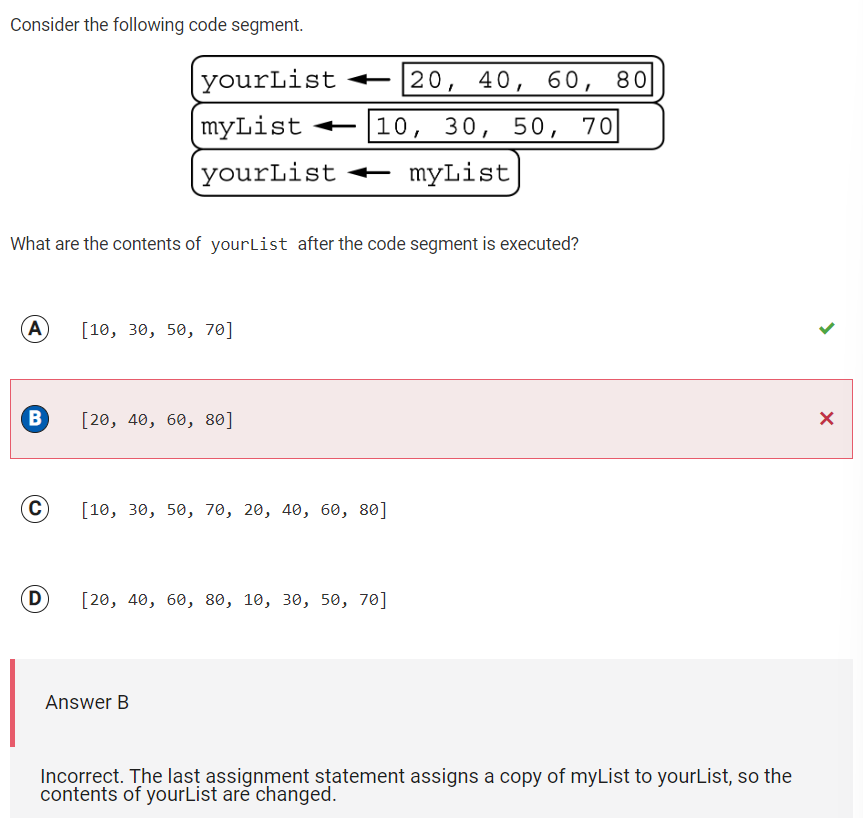 Consider the following code segment.
yourList ← 20, 40, 60, 80
myList ← 10, 30, 50, 70
yourList ← myList
What are the contents of yourList after the code segment is executed?
A [10, 30, 50, 70]
B [20, 40, 60, 80]
C [10, 30, 50, 70, 20, 40, 60, 80]
D [20, 40, 60, 80, 10, 30, 50, 70]
Answer B
Incorrect. The last assignment statement assigns a copy of myList to yourList, so the
contents of yourList are changed.